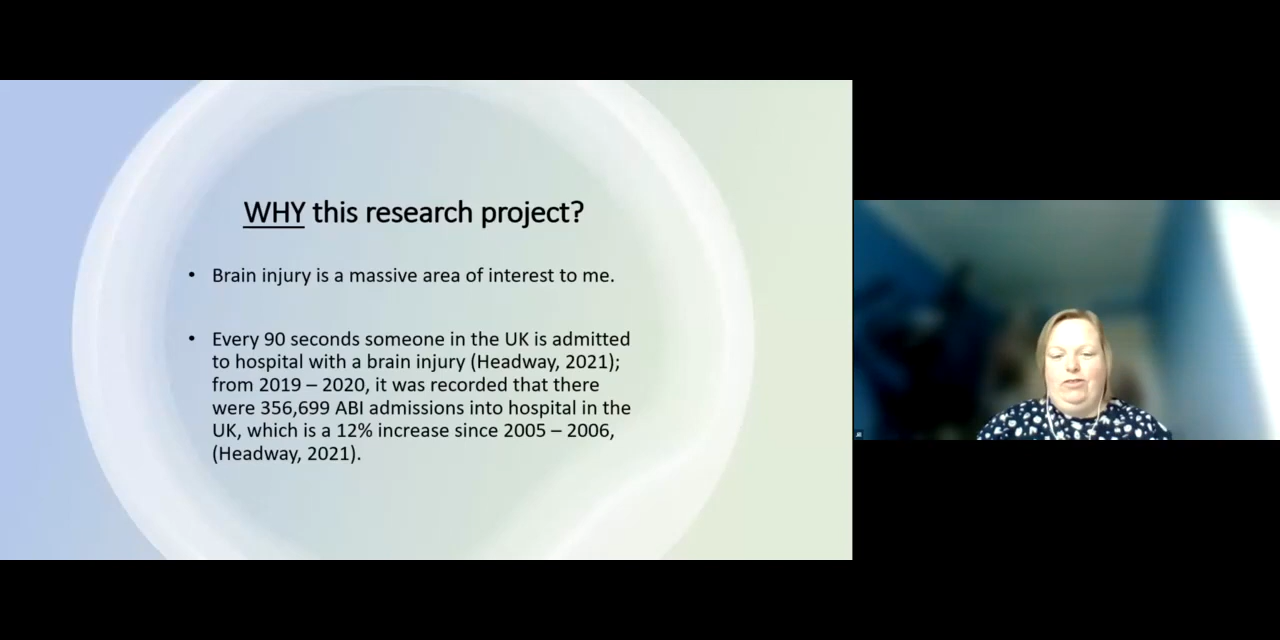 WHY this research project?
• Brain injury is a massive area of interest to me.
• Every 90 seconds someone in the UK is admitted
to hospital with a brain injury (Headway, 2021);
from 2019 – 2020, it was recorded that there
were 356,699 ABI admissions into hospital in the
UK, which is a 12% increase since 2005 – 2006,
(Headway, 2021).